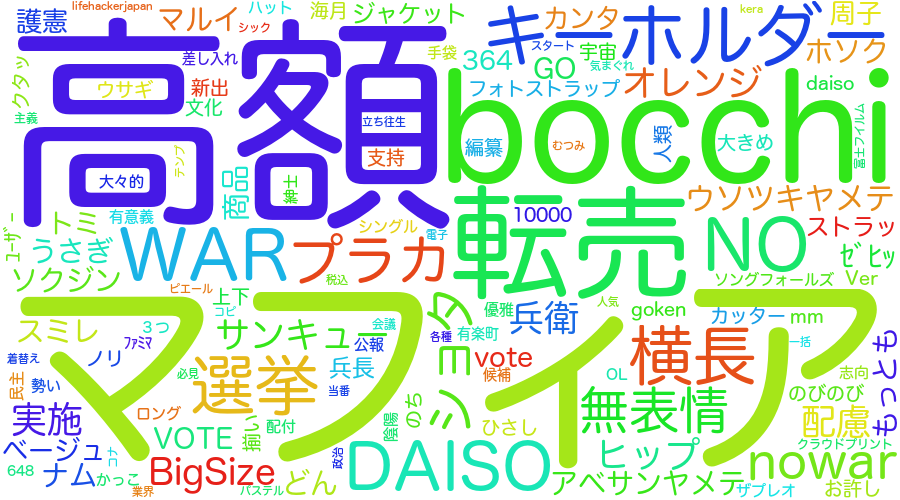 lifehackerjapan
護憲
マルイ
ハット
シック
海月
ジャケット
キーホルダー
カンタ
スタート
kera
周子
ホソク
クタッ
主義
ウサギ
差し入れ
新出
文化
テンプ
高額
立ち往生
支持
手袋
364
GO
宇宙
気まぐれ
オレンジ
フォトストラップ
daiso
bocchi
編纂
むつみ
人類
大きめ
富士フイルム
大々的
紳士
商品
有意義
トミ
ユーザー
うさぎ
ソクジン
WAR
シングル
電子
プラカ
税込
10000
転売
NO
ウソツキヤメテ
ストラッ
ゼヒッ
ソングフォールズ
Ver
ピエール
上下
コピ
3つ
スミレ
ファミマ
着替え
ノリ
民主
勢い
サンキュー
公報
会議
各種
優雅
有楽町
兵衛
人気
goken
カッター
mm
一括
マフィア
ショタ
選挙
兵長
必見
当番
vote
候補
OL
横長
無表情
志向
のびのび
配慮
もとつも
クラウドプリント
実施
ロング
揃い
配付
陰陽
のち
ひさし
VOTE
ベージュ
ナム
648
かっこ
コナ
業界
BigSize
パステル
どん
政治
DAISO
アベサンヤメテ
ヒップ
ザプレオ
nowar
お許し